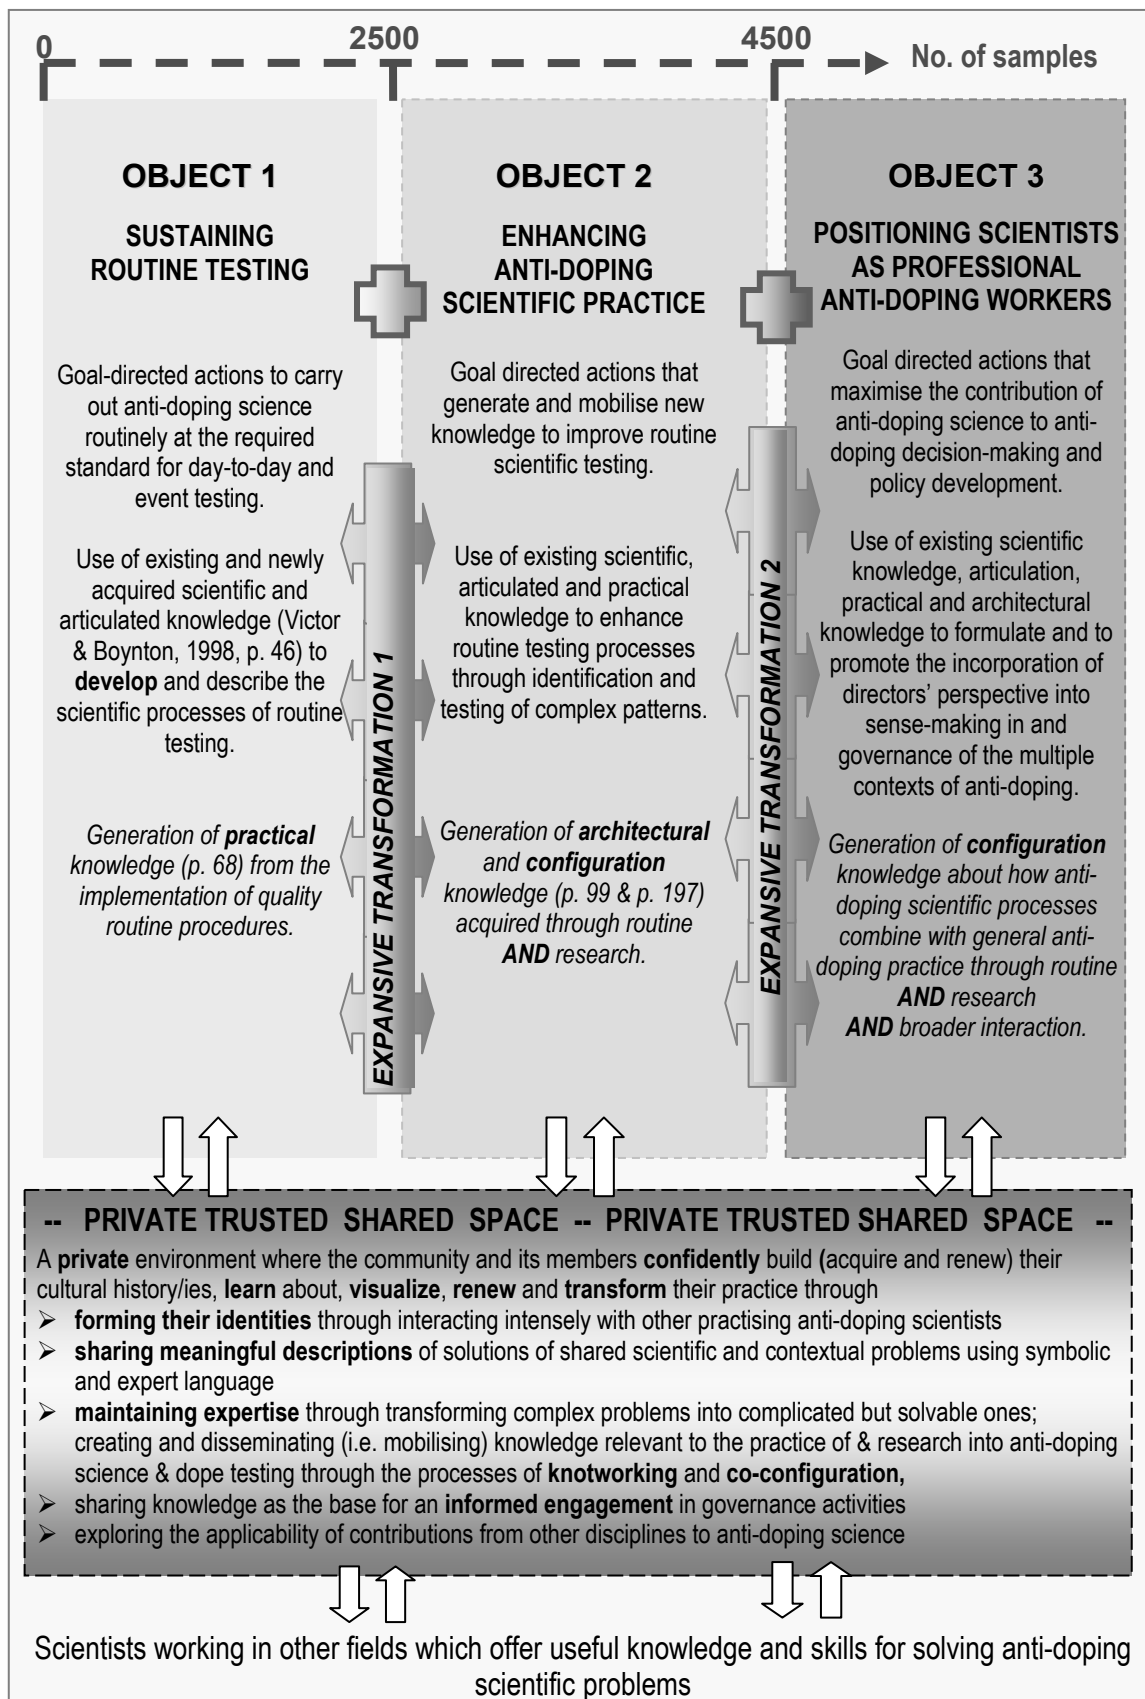 0
2500
4500
No. of samples
OBJECT 1
SUSTAINING
ROUTINE TESTING
Goal-directed actions to carry
out anti-doping science
routinely at the required
standard for day-to-day and
event testing.
Use of existing and newly
acquired scientific and
articulated knowledge (Victor
& Boynton, 1998, p. 46) to
develop and describe the
scientific processes of routine
testing.
Generation of practical
knowledge (p. 68) from the
implementation of quality
routine procedures.
EXPANSIVE TRANSFORMATION 1
OBJECT 2
ENHANCING
ANTI-DOPING
SCIENTIFIC PRACTICE
Goal directed actions that
generate and mobilise new
knowledge to improve routine
scientific testing.
Use of existing scientific,
articulated and practical
knowledge to enhance
routine testing processes
through identification and
testing of complex patterns.
Generation of architectural
and configuration
knowledge (p. 99 & p. 197)
acquired through routine
AND research.
EXPANSIVE TRANSFORMATION 2
OBJECT 3
POSITIONING SCIENTISTS
AS PROFESSIONAL
ANTI-DOPING WORKERS
Goal directed actions that
maximise the contribution of
anti-doping science to anti-
doping decision-making and
policy development.
Use of existing scientific
knowledge, articulation,
practical and architectural
knowledge to formulate and to
promote the incorporation of
directors' perspective into
sense-making in and
governance of the multiple
contexts of anti-doping.
Generation of configuration
knowledge about how anti-
doping scientific processes
combine with general anti-
doping practice through routine
AND research
AND broader interaction.
-- PRIVATE TRUSTED SHARED SPACE -- PRIVATE TRUSTED SHARED SPACE --
A private environment where the community and its members confidently build (acquire and renew) their
cultural history/ies, learn about, visualize, renew and transform their practice through
➢ forming their identities through interacting intensely with other practising anti-doping scientists
➢ sharing meaningful descriptions of solutions of shared scientific and contextual problems using symbolic
and expert language
➢ maintaining expertise through transforming complex problems into complicated but solvable ones;
creating and disseminating (i.e. mobilising) knowledge relevant to the practice of & research into anti-doping
science & dope testing through the processes of knotworking and co-configuration,
➢ sharing knowledge as the base for an informed engagement in governance activities
➢ exploring the applicability of contributions from other disciplines to anti-doping science
Scientists working in other fields which offer useful knowledge and skills for solving anti-doping
scientific problems